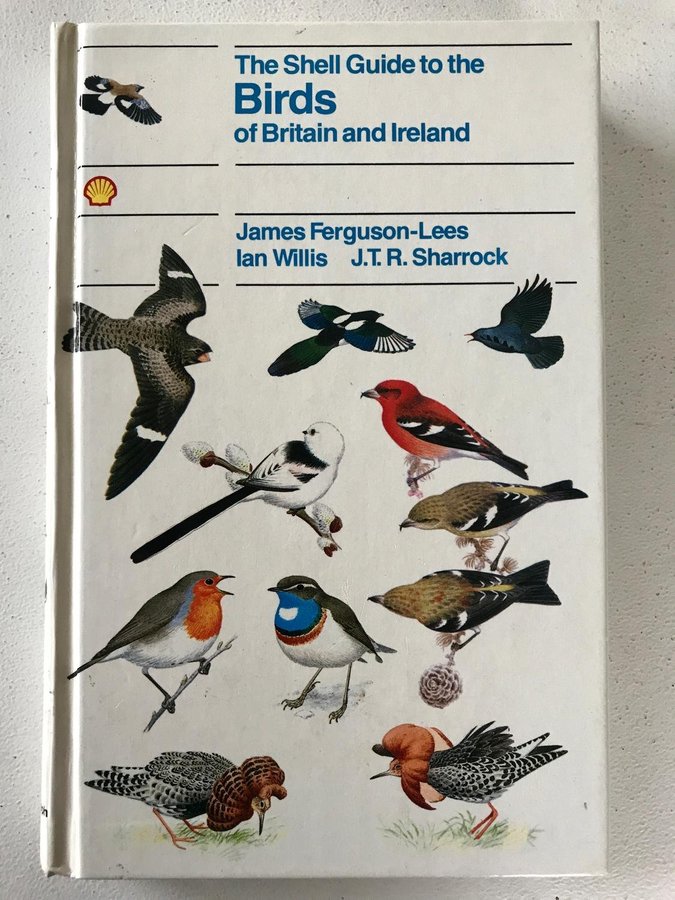 The Shell Guide to the
Birds
of Britain and Ireland
James Ferguson-Lees
Ian Willis J.T.R. Sharrock